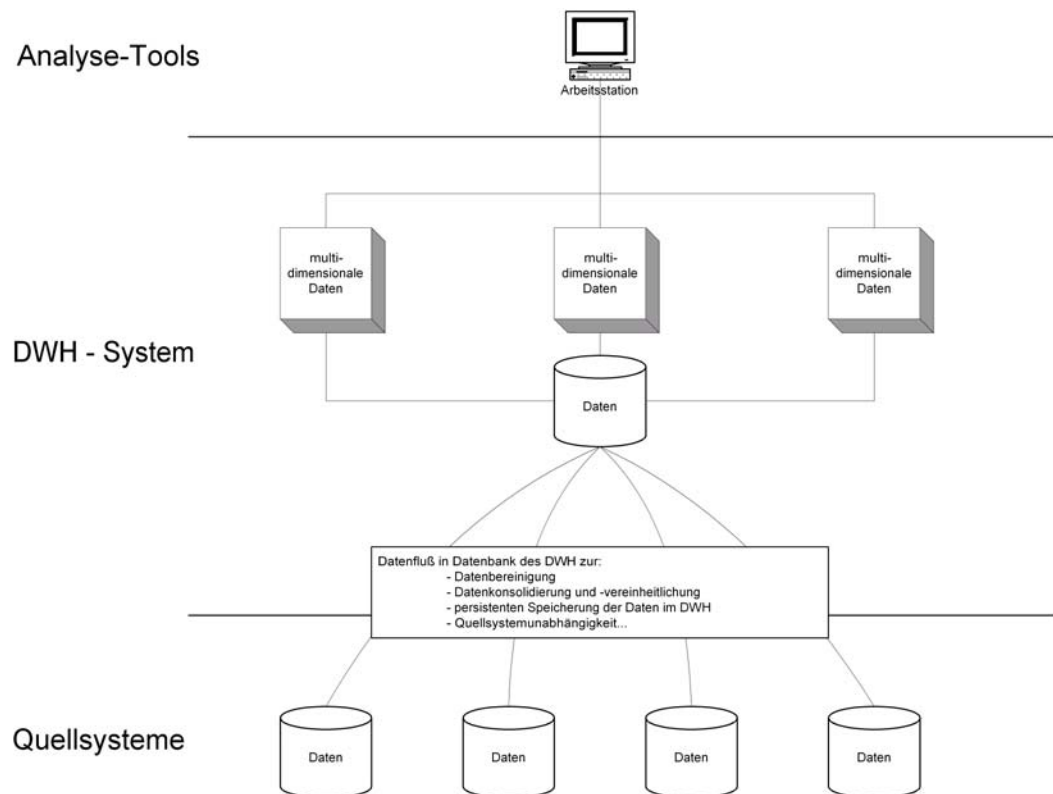 Analyse-Tools
Arbeitsstation
multi-
dimensionale
Daten
multi-
dimensionale
Daten
multi-
dimensionale
Daten
DWH - System
Daten
Datenfluß in Datenbank des DWH zur:
- Datenbereinigung
- Datenkonsolidierung und -vereinheitlichung
- persistenten Speicherung der Daten im DWH
- Quellsystemunabhängigkeit...
Quellsysteme
Daten
Daten
Daten
Daten